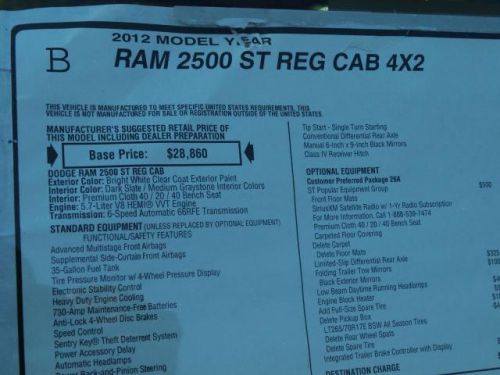 B
2012 MODEL YEAR
RAM 2500 ST REG CAB 4X2
THIS VEHICLE IS MANUFACTURED TO MEET SPECIFIC UNITED STATES REQUIREMENTS. THIS
VEHICLE IS NOT MANUFACTURED FOR SALE OR REGISTRATION OUTSIDE OF THE UNITED STATES.
MANUFACTURER'S SUGGESTED RETAIL PRICE OF
THIS MODEL INCLUDING DEALER PREPARATION
Base Price: $28,860
DODGE RAM 2500 ST REG CAB
Exterior Color: Bright White Clear Coat Exterior Paint
Interior Color: Dark Slate / Medium Graystone Interior Colors
Interior: Premium Cloth 40 / 20 / 40 Bench Seat
Engine: 5.7-Liter V8 HEMI® VVT Engine
Transmission: 6-Speed Automatic 66RFE Transmission
STANDARD EQUIPMENT (UNLESS REPLACED BY OPTIONAL EQUIPMENT)
FUNCTIONAL/SAFETY FEATURES
Advanced Multistage Front Airbags
Supplemental Side-Curtain Front Airbags
35-Gallon Fuel Tank
Tire Pressure Monitor w/ 4-Wheel Pressure Display
Electronic Stability Control
Heavy Duty Engine Cooling
730-Amp Maintenance-Free Batteries
Anti-Lock 4-Wheel Disc Brakes
Speed Control
Sentry Key® Theft Deterrent System
Power Accessory Delay
Automatic Headlamps
Power Rack-and-Pinion Steering
Tip Start - Single Turn Starting
Conventional Differential Rear Axle
Manual 6-Inch x 9-Inch Black Mirrors
Class IV Receiver Hitch
OPTIONAL EQUIPMENT
Customer Preferred Package 29A
ST Popular Equipment Group $500
Front Floor Mats
SiriusXM Satellite Radio w/ 1-Yr Radio Subscription
For More Information, Call 1-888-539-7474
Premium Cloth 40 / 20 / 40 Bench Seat
Carpeted Floor Covering
Delete Carpet
Delete Floor Mats
Limited-Slip Differential Rear Axle $325
Folding Trailer Tow Mirrors
Black Exterior Mirrors
Low Beam Daytime Running Headlamps
Engine Block Heater
Add Full-Size Spare Tire
Delete Pickup Box
LT265/70R17E BSW All Season Tires
Delete Rear Wheel Spats
Delete Spare Tire
Integrated Trailer Brake Controller with Display
DESTINATION CHARGE